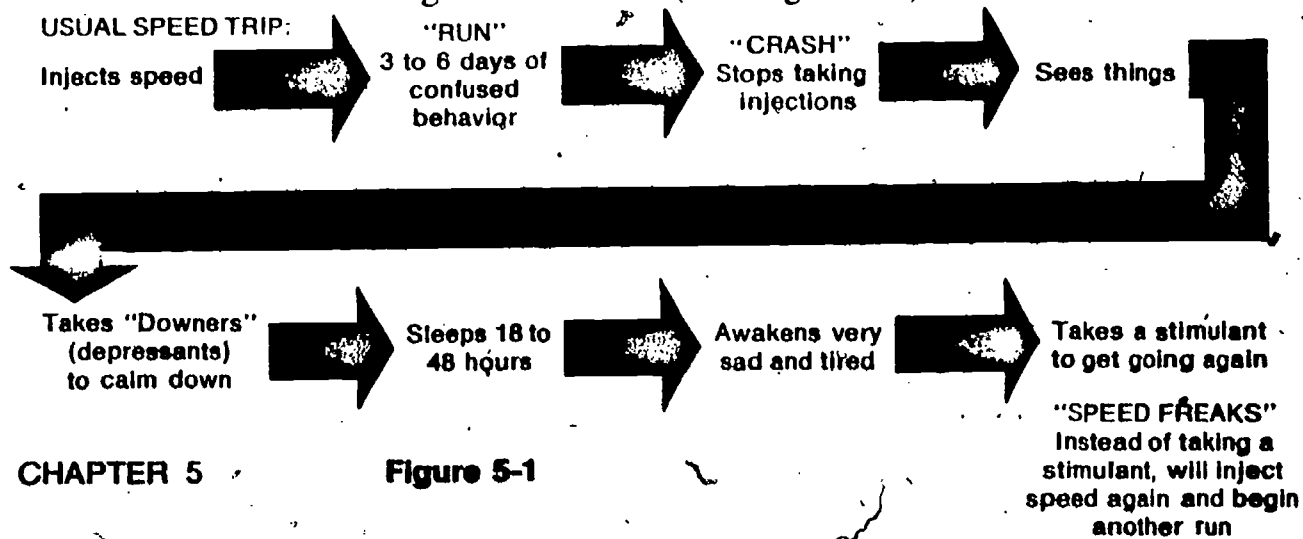 USUAL SPEED TRIP:
Injects speed
"RUN"
3 to 6 days of
confused
behavior
"CRASH"
Stops taking
injections
Sees things
Takes "Downers"
(depressants)
to calm down
Sleeps 18 to
48 hours
Awakens very
sad and tired
Takes a stimulant
to get going again
"SPEED FREAKS"
Instead of taking a
stimulant, will inject
speed again and begin
another run
CHAPTER 5
Figure 5-1